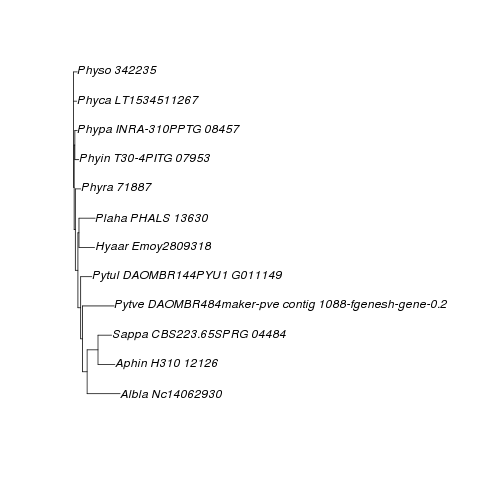 Physo 342235
Phyca LT1534511267
Phypa INRA-310PPTG 08457
Phyin T30-4PITG 07953
Phyra 71887
Plaha PHALS 13630
Hyaar Emoy2809318
Pytul DAOMBR144PYU1 G011149
Pytve DAOMBR484maker-pve contig 1088-fgenesh-gene-0.2
Sappa CBS223.65SPRG 04484
Aphin H310 12126
Albla Nc14062930